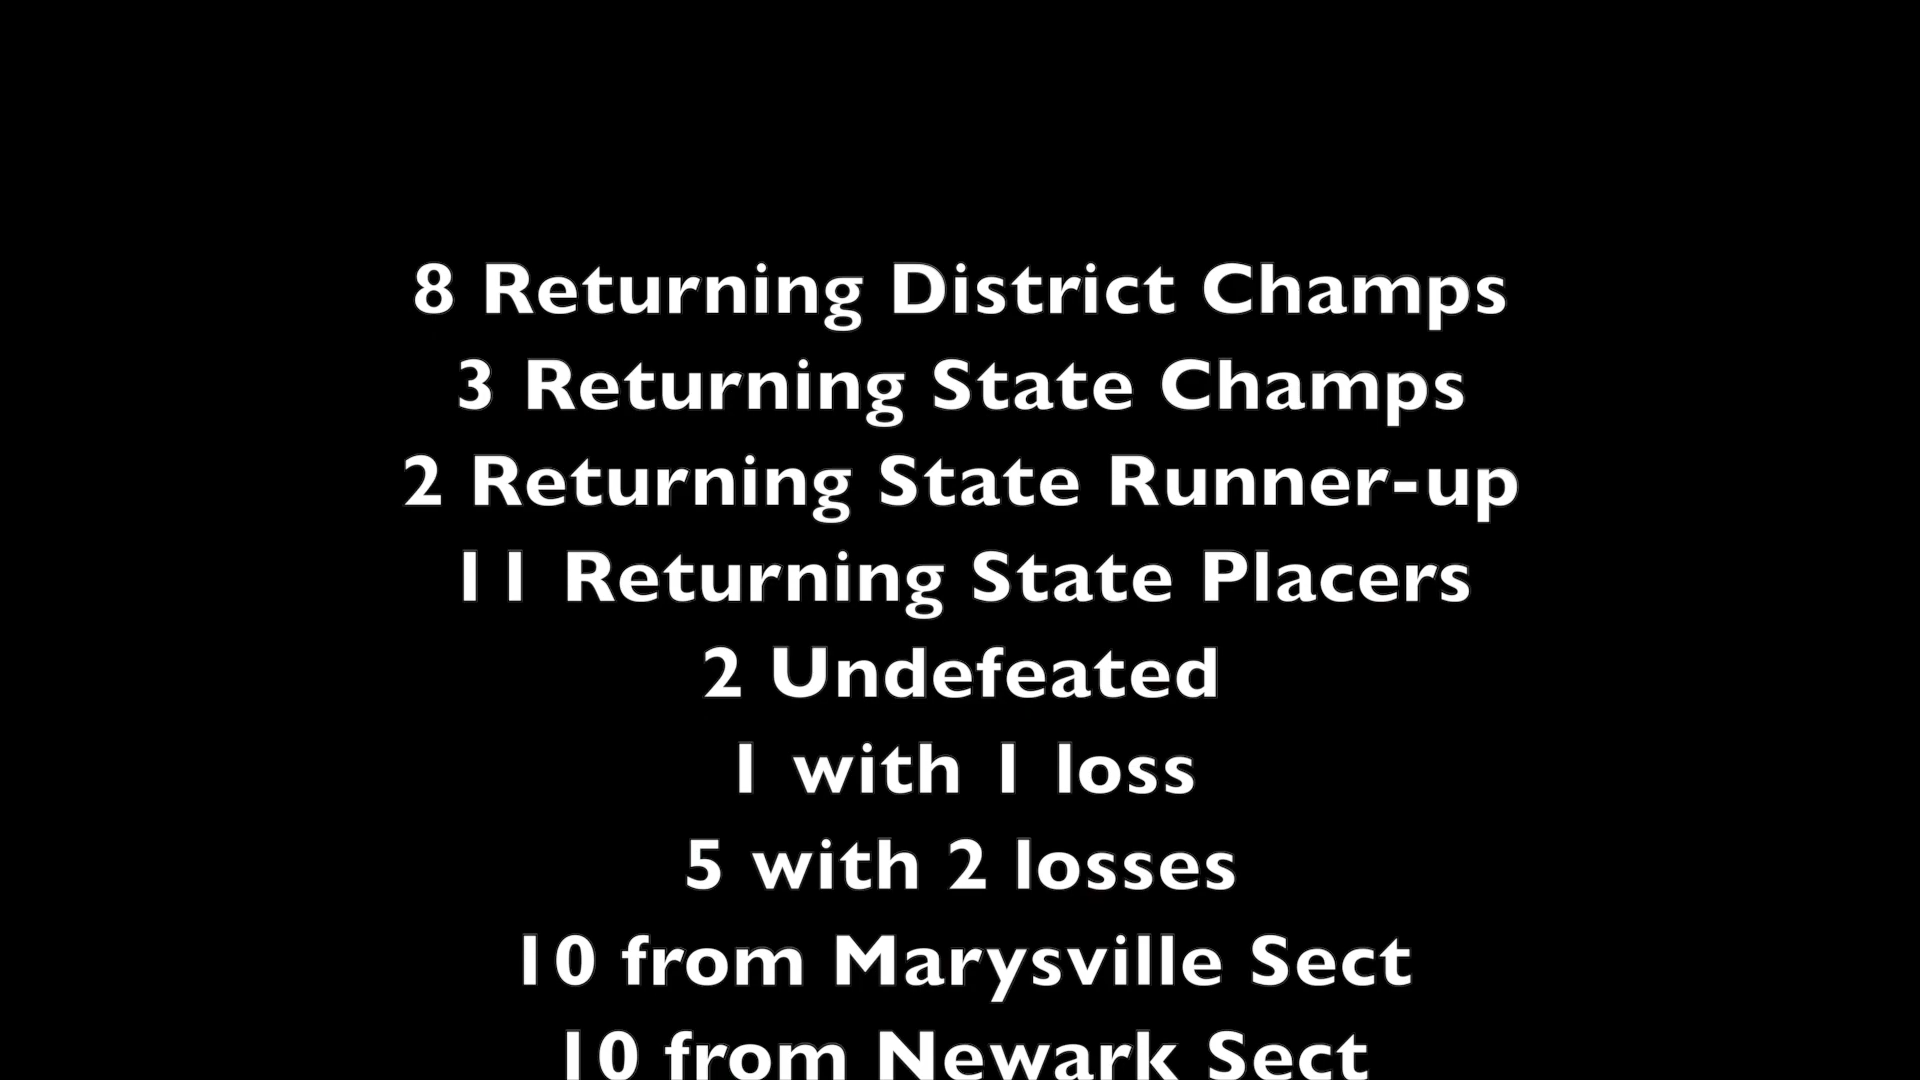 8 Returning District Champs
3 Returning State Champs
2 Returning State Runner-up
11 Returning State Placers
2 Undefeated
1 with 1 loss
5 with 2 losses
10 from Marysville Sect
10 from Newark Sect